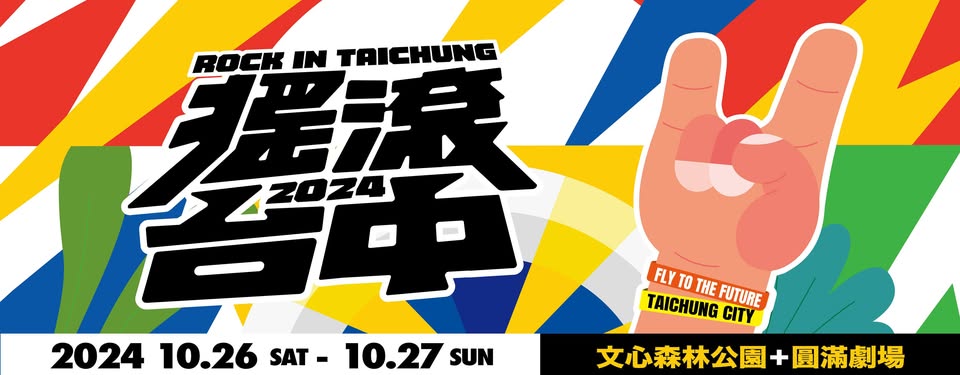 ROCK IN TAICHUNG
搖滾
2024
台中
FLY TO THE FUTURE
TAICHUNG CITY
2024 10.26 SAT - 10.27 SUN
文心森林公園+圓滿劇場